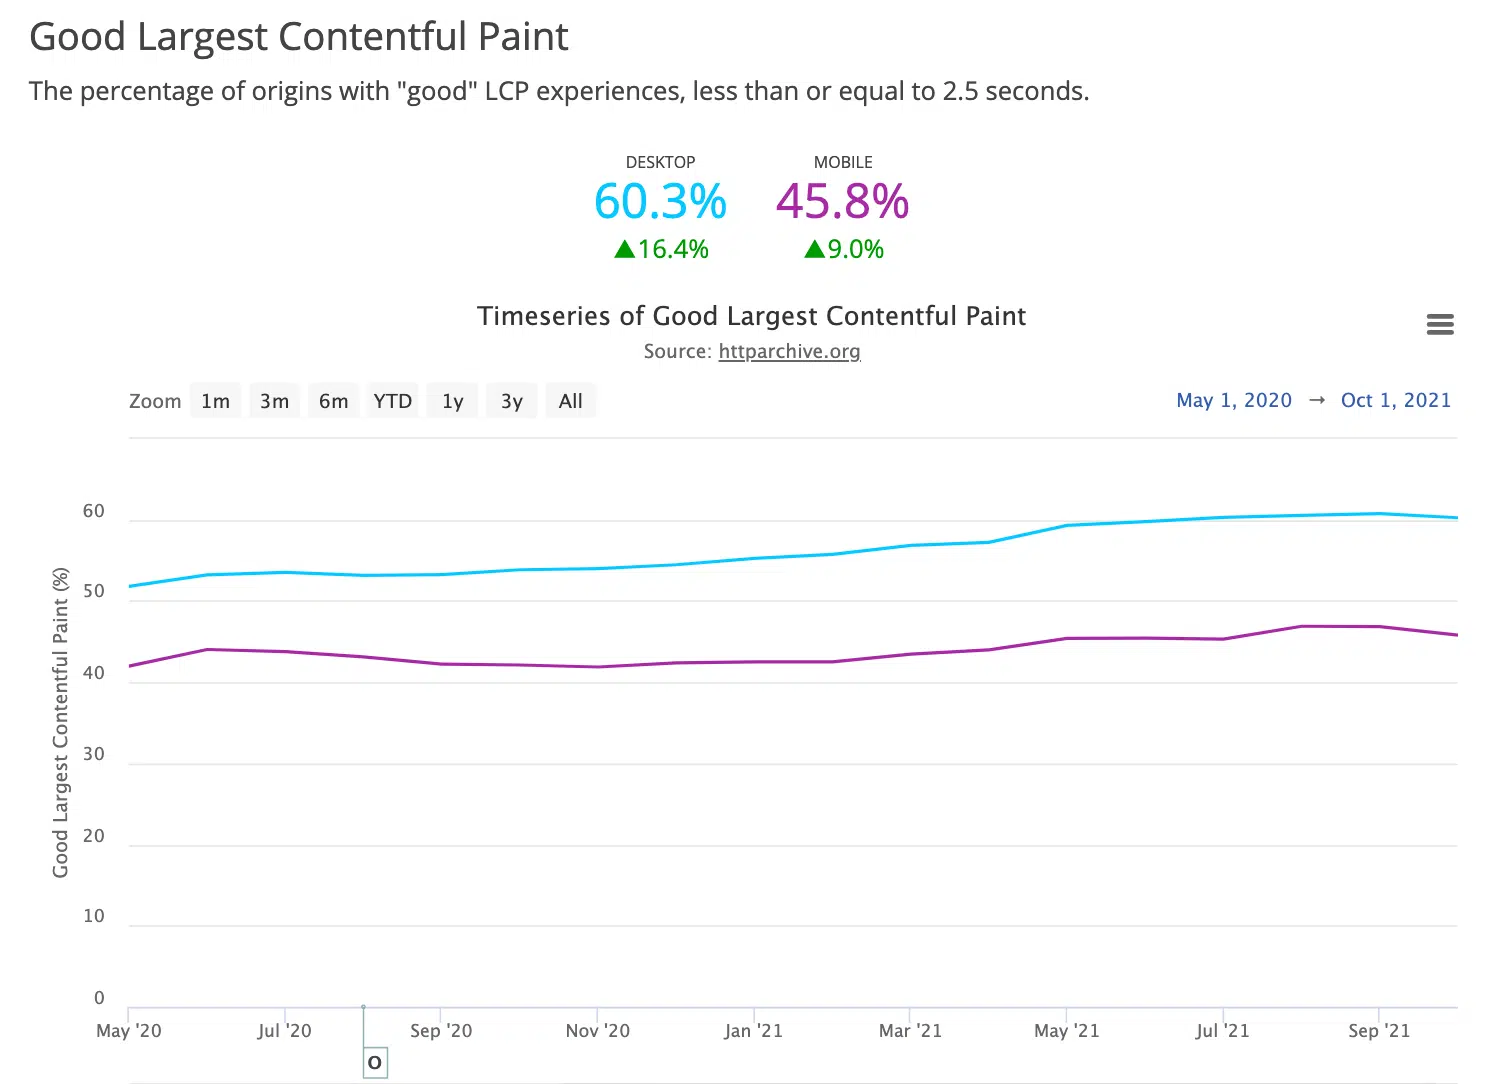 Good Largest Contentful Paint
The percentage of origins with "good" LCP experiences, less than or equal to 2.5 seconds.
DESKTOP MOBILE
60.3% 45.8%
▲16.4% ▲9.0%
Timeseries of Good Largest Contentful Paint
Source: httparchive.org
Zoom 1m 3m 6m YTD 1y 3y All May 1, 2020 → Oct 1, 2021
Good Largest Contentful Paint (%)
60
50
40
30
20
10
0
May '20 Jul '20 Sep '20 Nov '20 Jan '21 Mar '21 May '21 Jul '21 Sep '21
O